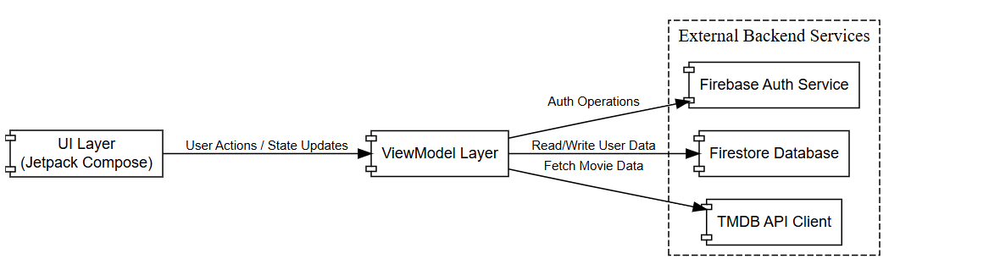 External Backend Services
Firebase Auth Service
Auth Operations
UI Layer
(Jetpack Compose)
User Actions / State Updates
ViewModel Layer
Read/Write User Data
Firestore Database
Fetch Movie Data
TMDB API Client